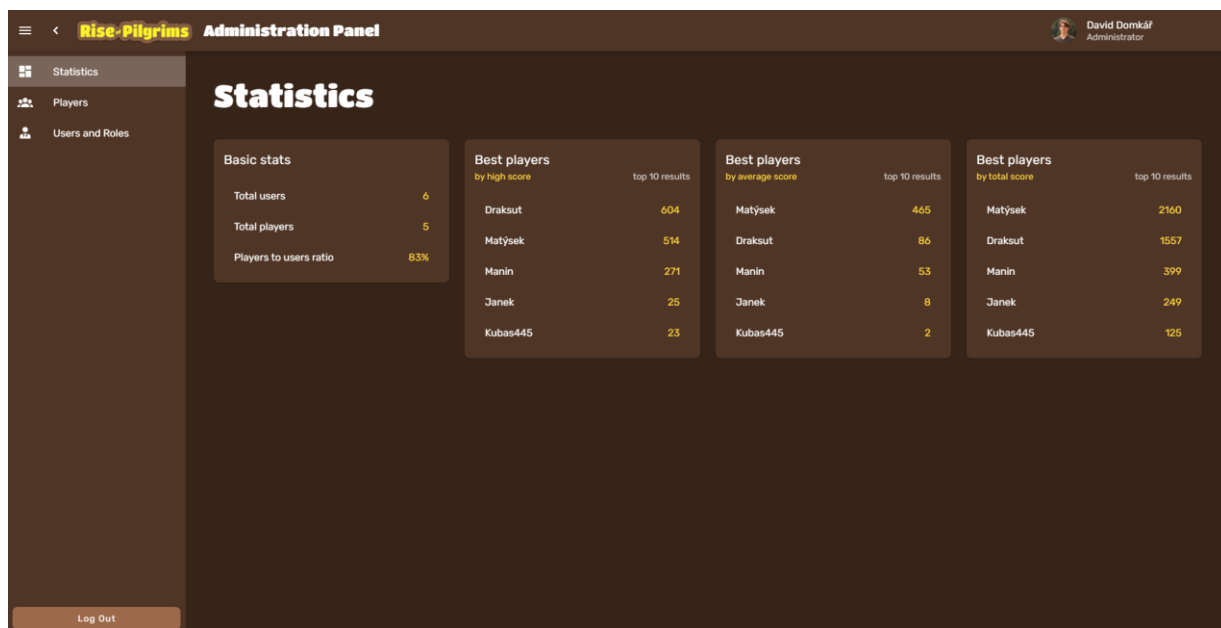 Rise-Pilgrims Administration Panel
David Domkář
Administrator
Statistics
Players
Users and Roles
Log Out
Statistics
Basic stats
Total users 6
Total players 5
Players to users ratio 83%
Best players
by high score top 10 results
Draksut 604
Matýsek 514
Manin 271
Janek 25
Kubas445 23
Best players
by average score top 10 results
Matýsek 465
Draksut 86
Manin 53
Janek 8
Kubas445 2
Best players
by total score top 10 results
Matýsek 2160
Draksut 1557
Manin 399
Janek 249
Kubas445 125